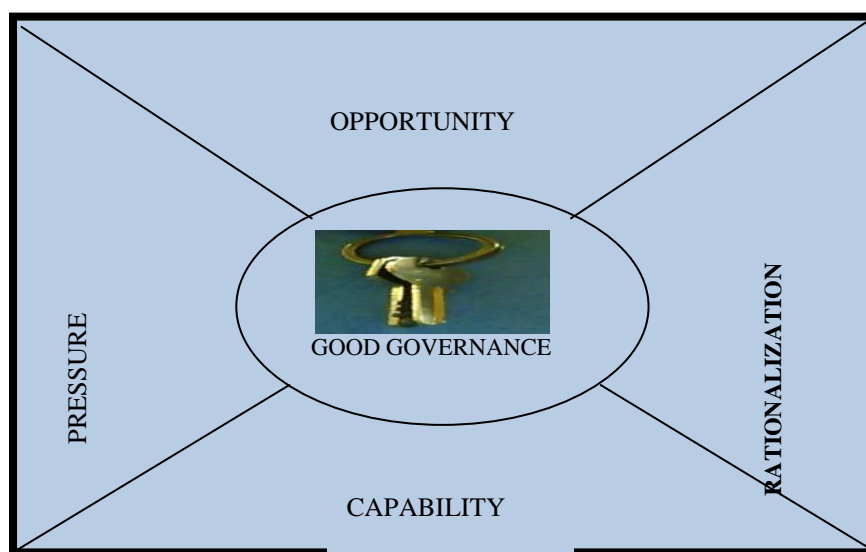 OPPORTUNITY
PRESSURE
GOOD GOVERNANCE
RATIONALIZATION
CAPABILITY